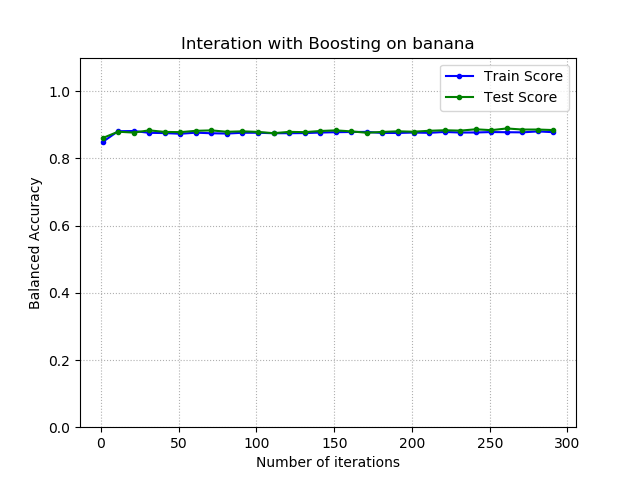 Interation with Boosting on banana
Train Score
Test Score
1.0
0.8
0.6
0.4
0.2
0.0
Balanced Accuracy
0 50 100 150 200 250 300
Number of iterations